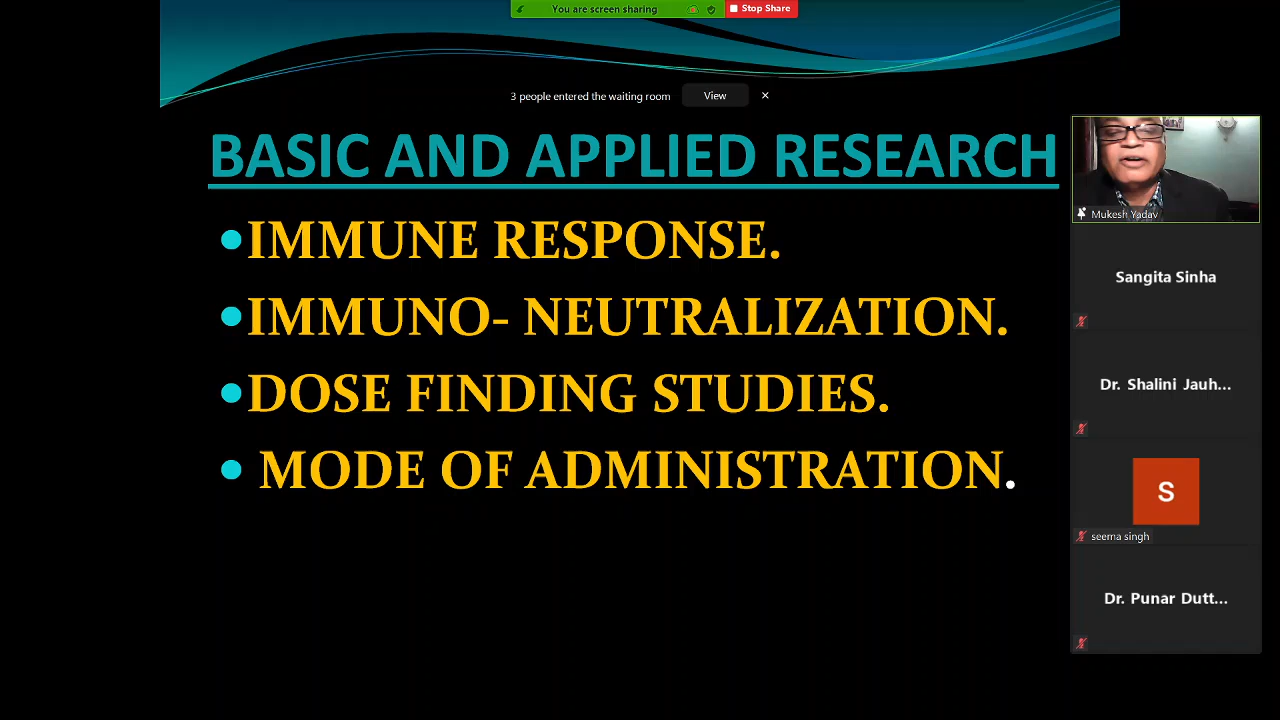 You are screen sharing
Stop Share
3 people entered the waiting room
View
BASIC AND APPLIED RESEARCH
•IMMUNE RESPONSE.
•IMMUNO- NEUTRALIZATION.
•DOSE FINDING STUDIES.
• MODE OF ADMINISTRATION.
Mukesh Yadav
Sangita Sinha
Dr. Shalini Jauh...
S
seema singh
Dr. Punar Dutt...